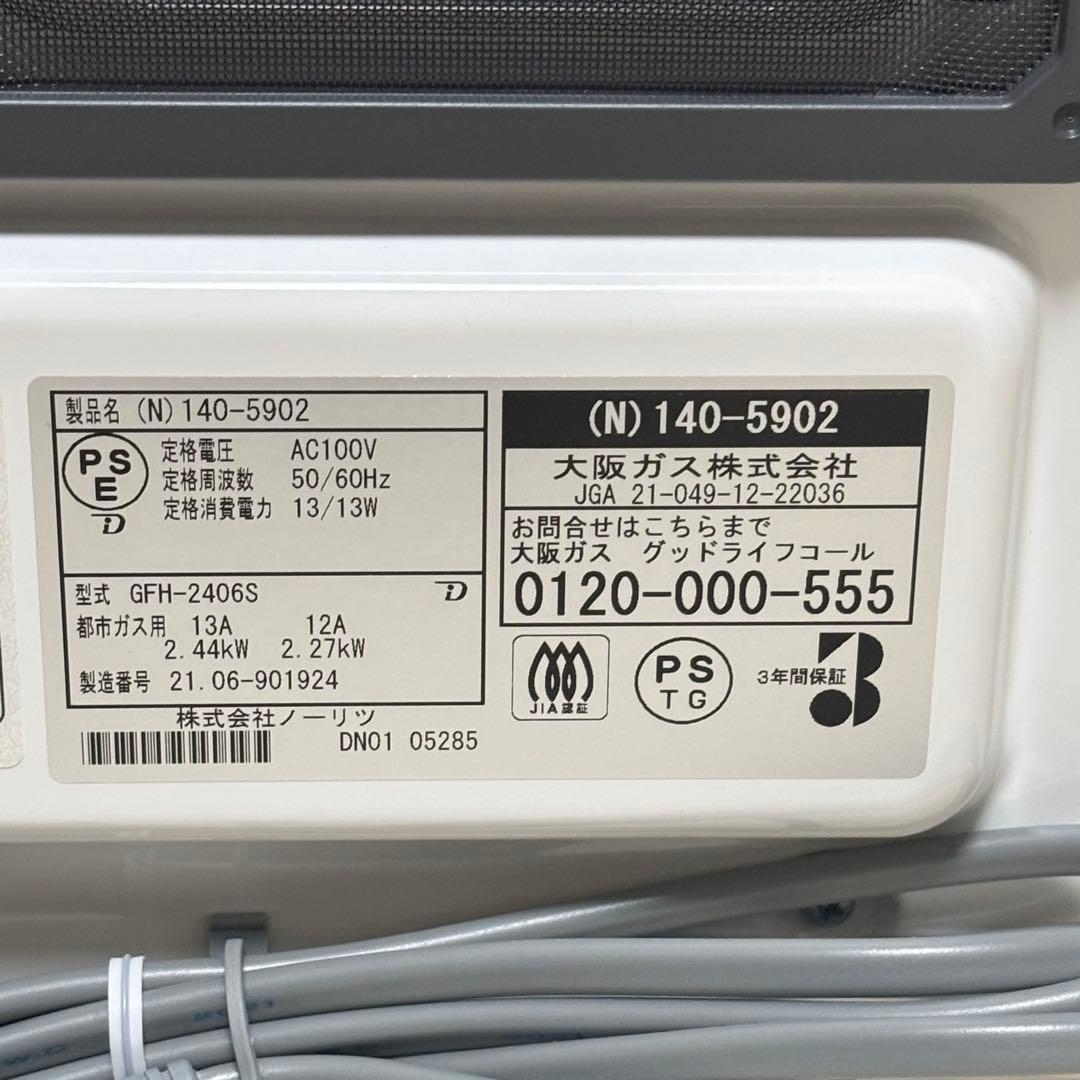 製品名 (N)140-5902
PS
E
定格電圧 AC100V
定格周波数 50/60Hz
定格消費電力 13/13W
型式 GFH-2406S
都市ガス用 13A 12A
2.44kW 2.27kW
製造番号 21.06-901924
株式会社ノーリツ
DN01 05285
(N)140-5902
大阪ガス株式会社
JGA 21-049-12-22036
お問合せはこちらまで
大阪ガス グッドライフコール
0120-000-555
JIA認証
PS
TG
3年間保証
3